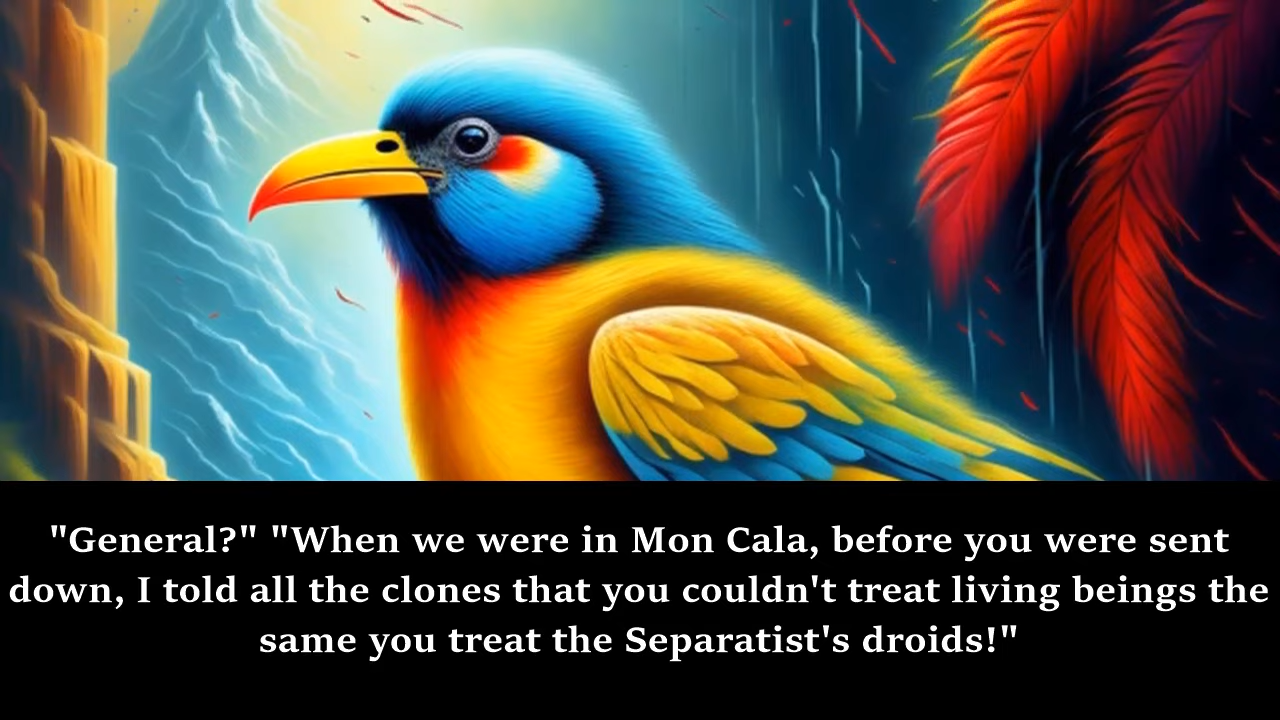 "General?" "When we were in Mon Cala, before you were sent
down, I told all the clones that you couldn't treat living beings the
same you treat the Separatist's droids!"